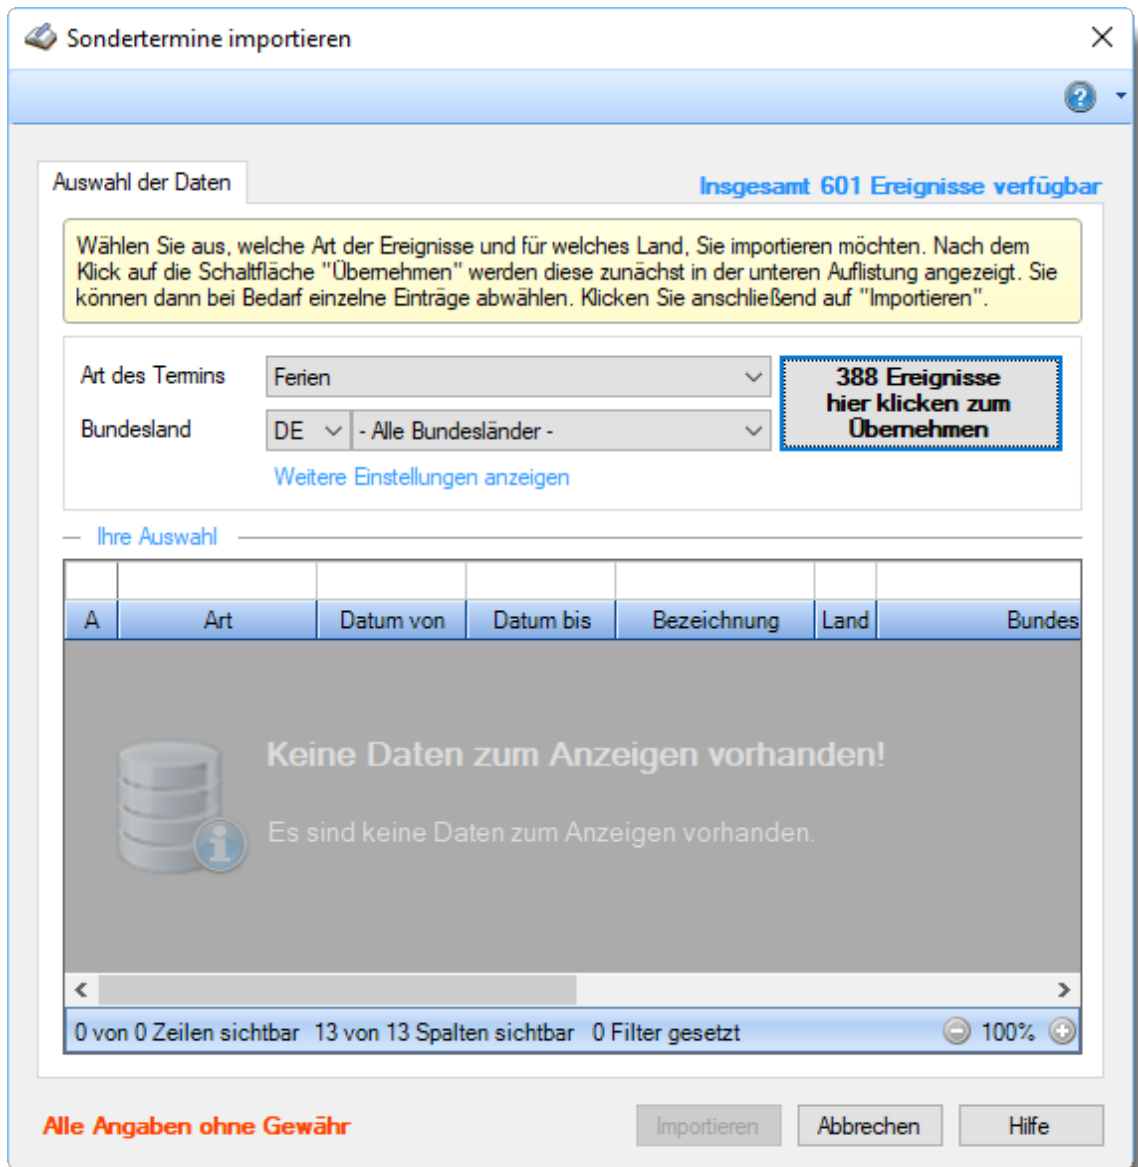 Sondertermine importieren
Auswahl der Daten
Insgesamt 601 Ereignisse verfügbar
Wählen Sie aus, welche Art der Ereignisse und für welches Land, Sie importieren möchten. Nach dem
Klick auf die Schaltfläche "Übernehmen" werden diese zunächst in der unteren Auflistung angezeigt. Sie
können dann bei Bedarf einzelne Einträge abwählen. Klicken Sie anschließend auf "Importieren".
Art des Termins
Ferien
388 Ereignisse
hier klicken zum
Übernehmen
Bundesland
DE
- Alle Bundesländer -
Weitere Einstellungen anzeigen
Ihre Auswahl
A Art Datum von Datum bis Bezeichnung Land Bundes
Keine Daten zum Anzeigen vorhanden!
Es sind keine Daten zum Anzeigen vorhanden.
0 von 0 Zeilen sichtbar 13 von 13 Spalten sichtbar 0 Filter gesetzt 100%
Alle Angaben ohne Gewähr
Importieren
Abbrechen
Hilfe